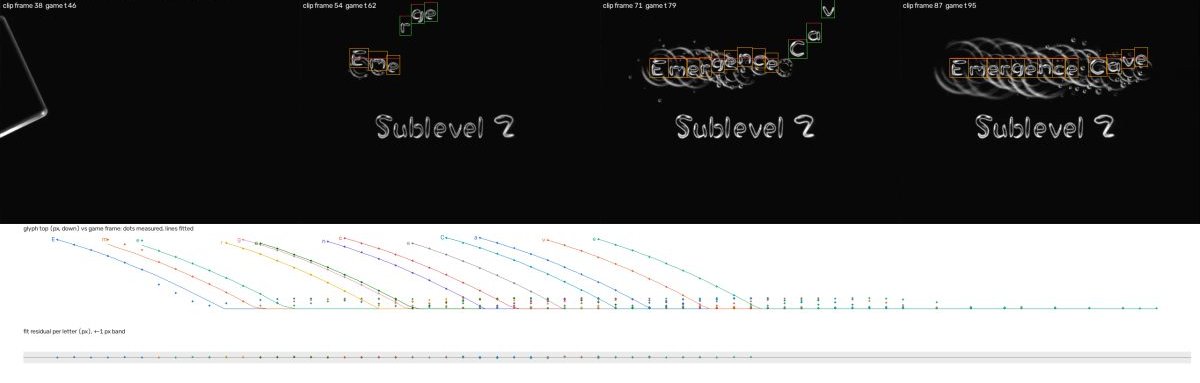 clip frame 38 game t 46
clip frame 54 game t 62
clip frame 71 game t 79
clip frame 87 game t 95
r ge
Eme
Sublevel 2
v
C a
Emergence
Sublevel 2
Emergence Cave
Sublevel 2
glyph top (px, down) vs game frame: dots measured, lines fitted
E m e r g e n c e C a v e
fit residual per letter (px), +-1 px band